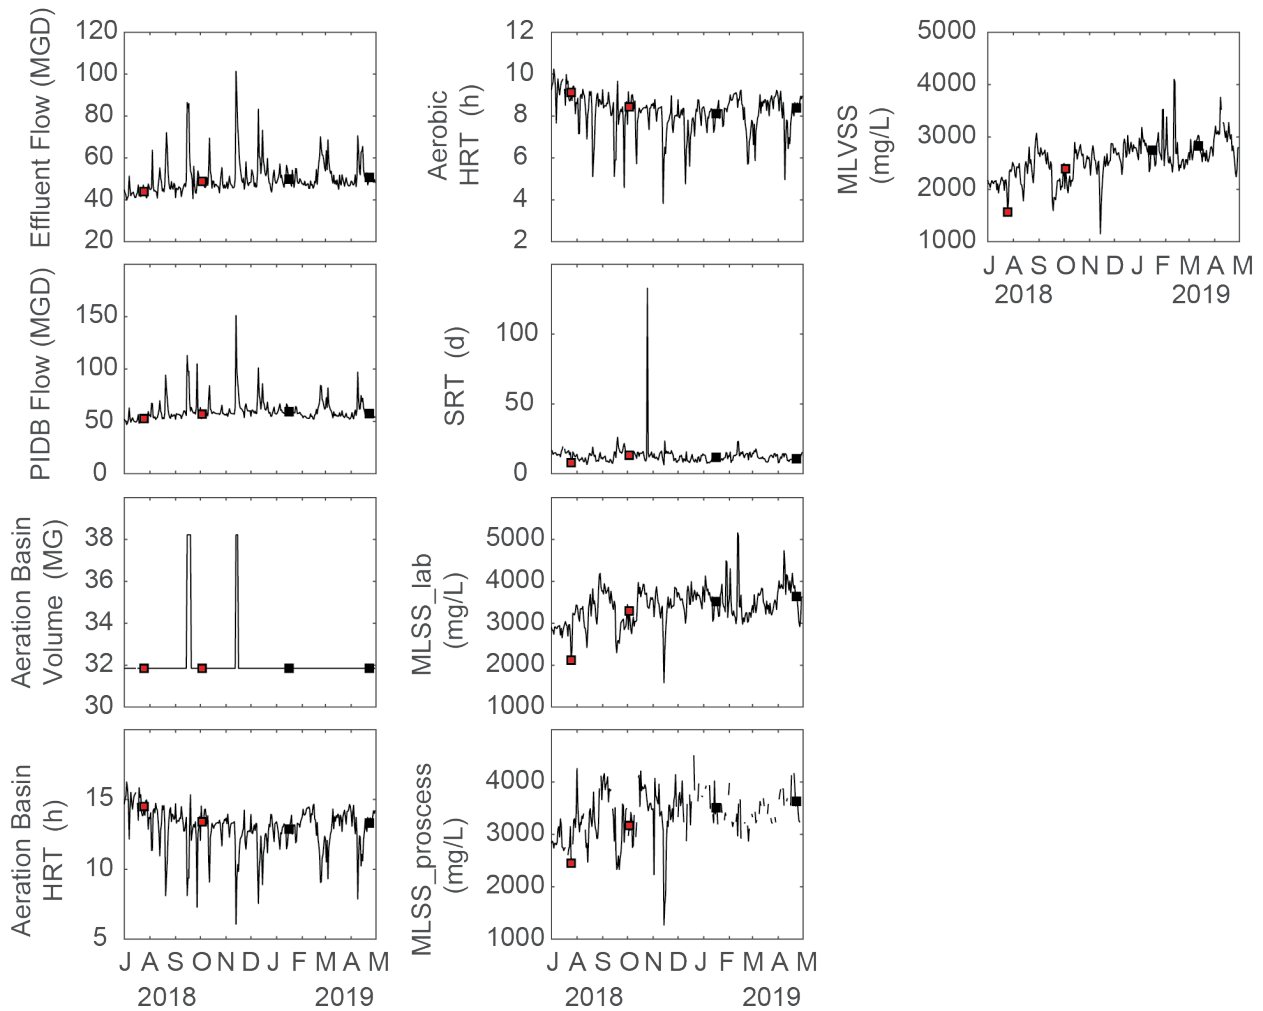 Effluent Flow (MGD)
120
100
80
60
40
20
Aerobic
HRT (h)
12
10
8
6
4
2
MLVSS
(mg/L)
5000
4000
3000
2000
1000
J A S O N D J F M A M
2018 2019
PIDB Flow (MGD)
150
100
50
0
SRT (d)
100
50
0
Aeration Basin
Volume (MG)
38
36
34
32
30
MLSS_lab
(mg/L)
5000
4000
3000
2000
1000
Aeration Basin
HRT (h)
15
10
5
J A S O N D J F M A M
2018 2019
MLSS_proscess
(mg/L)
4000
3000
2000
1000
J A S O N D J F M A M
2018 2019